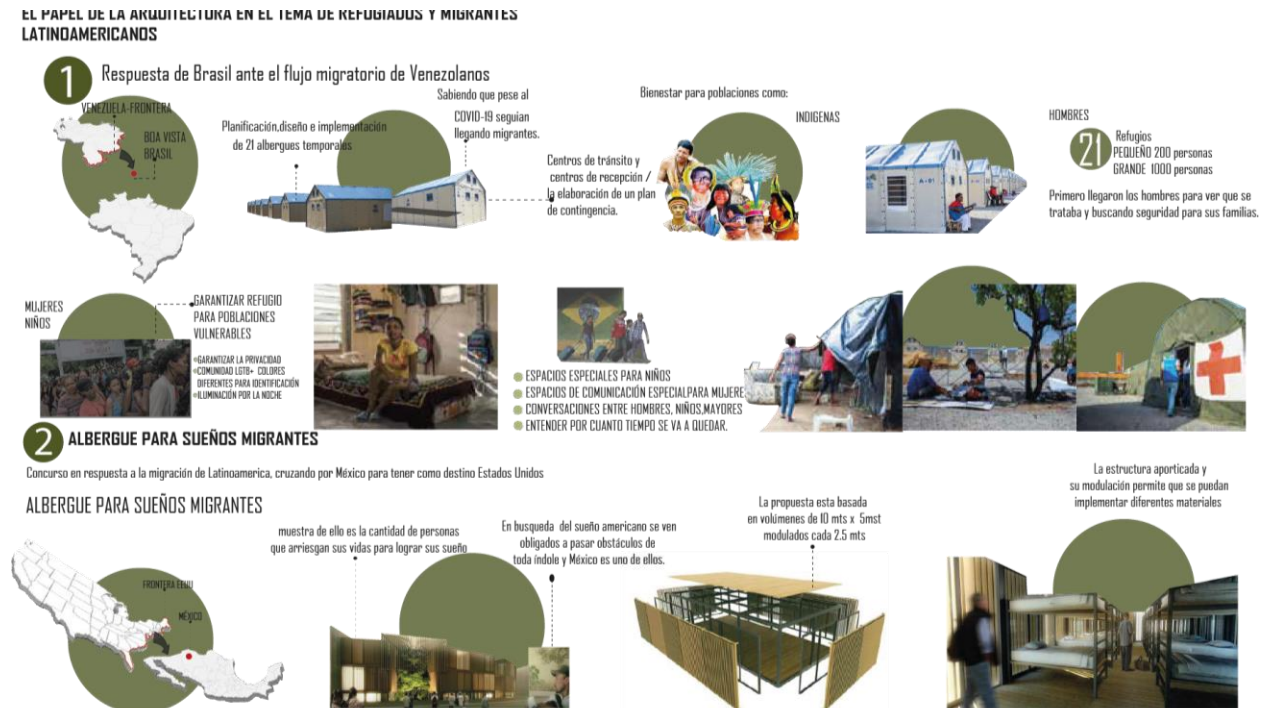 EL PAPEL DE LA ARQUITECTURA EN EL TEMA DE REFUGIADOS Y MIGRANTES
LATINOAMERICANOS
1
Respuesta de Brasil ante el flujo migratorio de Venezolanos
VENEZUELA-FRONTERA
BOA VISTA
BRASIL
Planificación,diseño e implementación
de 21 albergues temporales
Sabiendo que pese al
COVID-19 seguian
llegando migrantes.
Centros de tránsito y
centros de recepción /
la elaboración de un plan
de contingencia.
Bienestar para poblaciones como:
INDIGENAS
HOMBRES
21
Refugios
PEQUEÑO 200 personas
GRANDE 1000 personas
Primero llegaron los hombres para ver que se
trataba y buscando seguridad para sus familias.
MUJERES
NIÑOS
GARANTIZAR REFUGIO
PARA POBLACIONES
VULNERABLES
GARANTIZAR LA PRIVACIDAD
COMUNIDAD LGTB+ COLORES
DIFERENTES PARA IDENTIFICACIÓN
ILUMINACIÓN POR LA NOCHE
ESPACIOS ESPECIALES PARA NIÑOS
ESPACIOS DE COMUNICACIÓN ESPECIALPARA MUJERES
CONVERSACIONES ENTRE HOMBRES, NIÑOS,MAYORES
ENTENDER POR CUANTO TIEMPO SE VA A QUEDAR.
2
ALBERGUE PARA SUEÑOS MIGRANTES
Concurso en respuesta a la migración de Latinoamerica, cruzando por México para tener como destino Estados Unidos
ALBERGUE PARA SUEÑOS MIGRANTES
FRONTERA EEUU
MÉXICO
muestra de ello es la cantidad de personas
que arriesgan sus vidas para lograr sus sueño
En busqueda del sueño americano se ven
obligados a pasar obstáculos de
toda índole y México es uno de ellos.
La propuesta esta basada
en volúmenes de 10 mts x 5mst
modulados cada 2.5 mts
La estructura aporticada y
su modulación permite que se puedan
implementar diferentes materiales